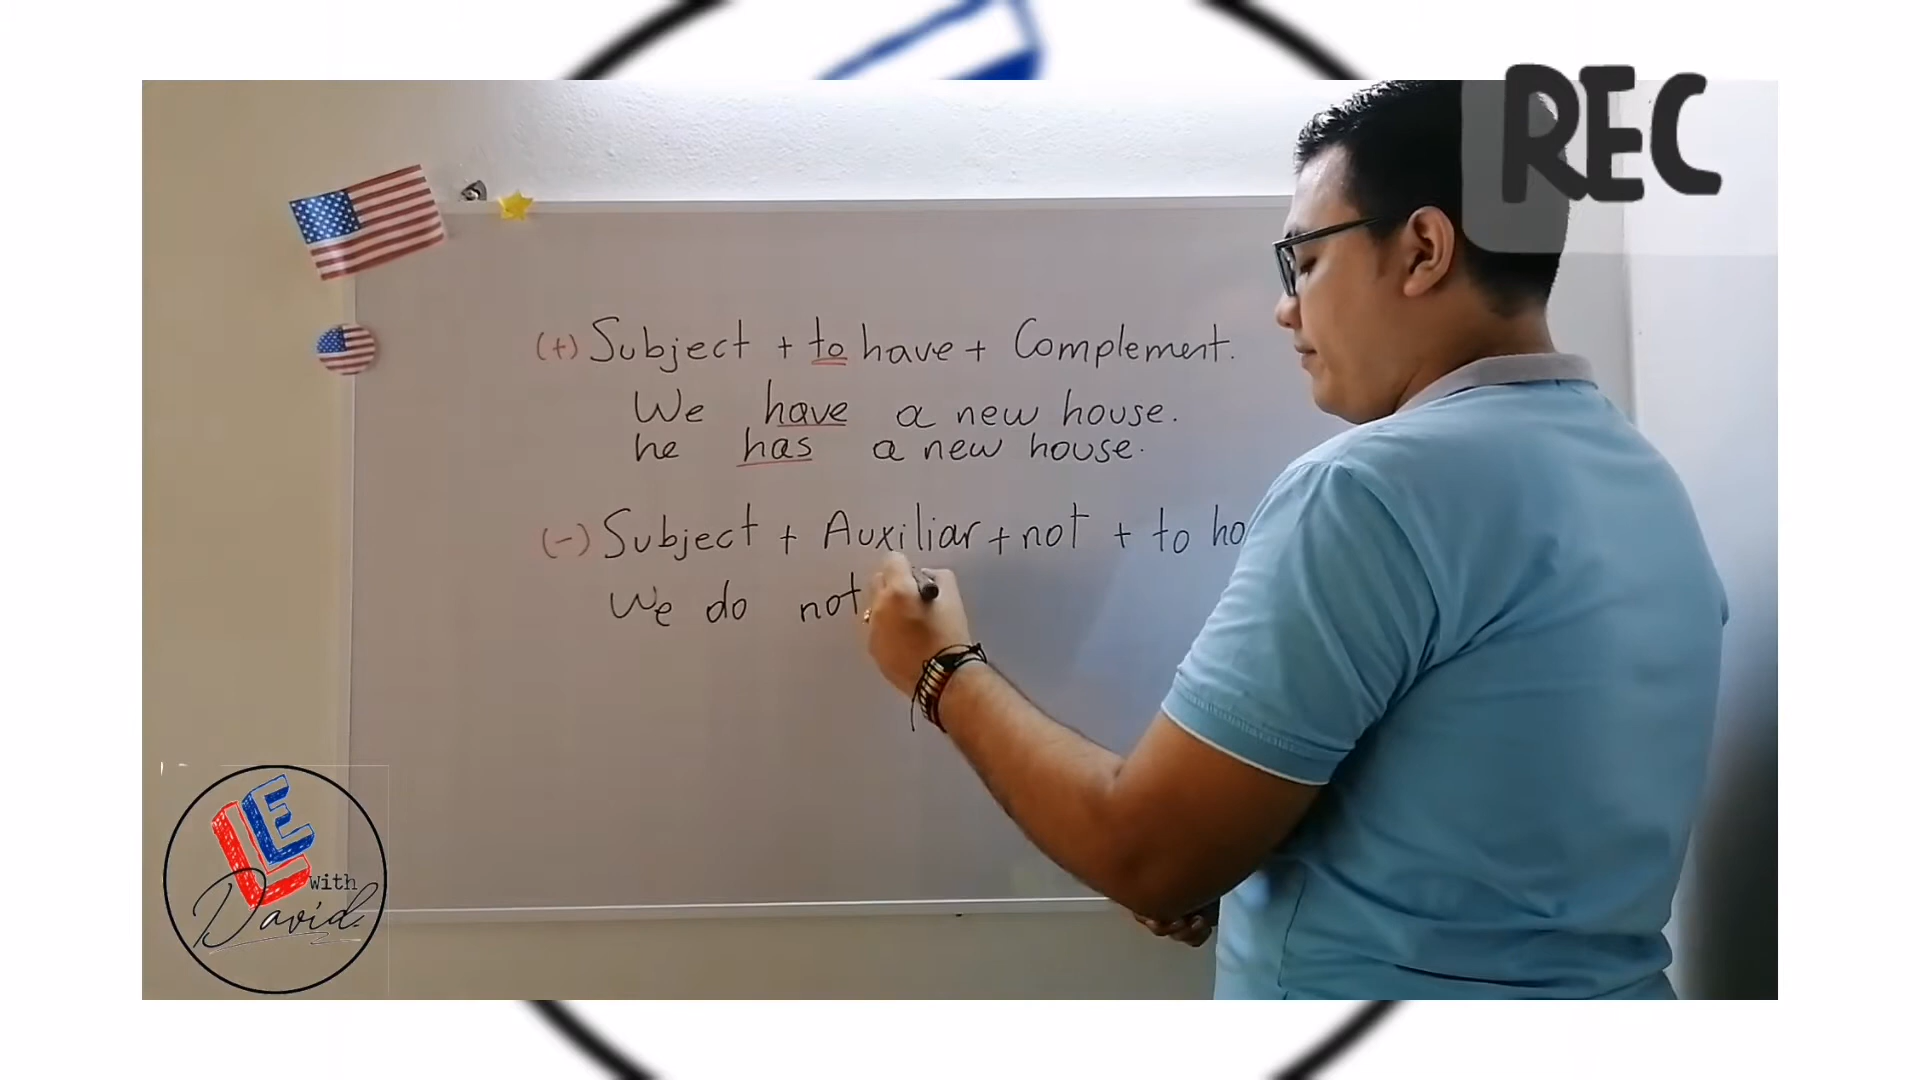 REC
(+) Subject + to have + Complement.
We have a new house.
he has a new house.
(-) Subject + Auxiliar + not + to
We do not
LE
with
David.